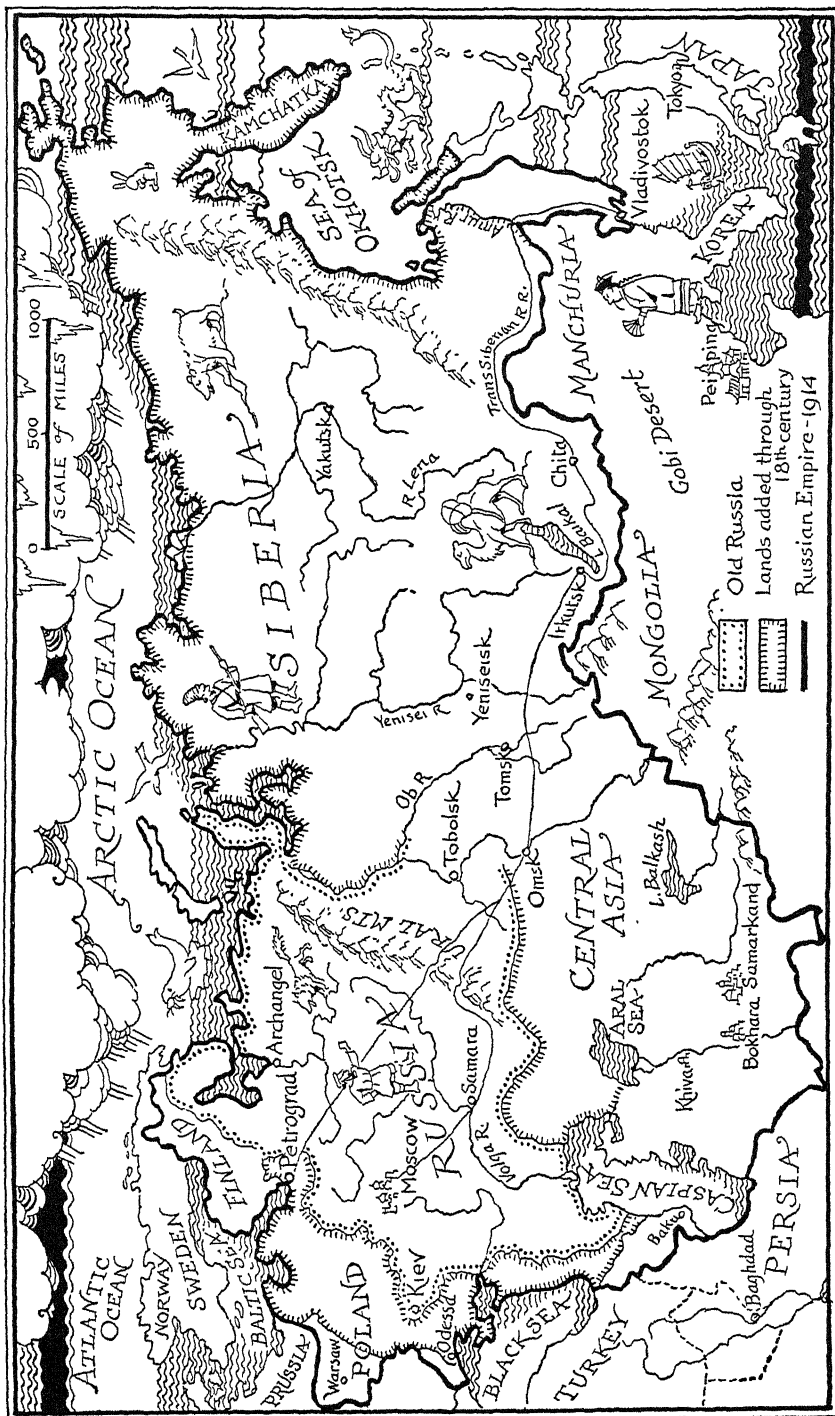 ATLANTIC
OCEAN
ARCTIC OCEAN
SCALE of MILES
0
500
1000
NORWAY
SWEDEN
BALTIC SEA
FINLAND
PRUSSIA
Petrograd
Archangel
URAL MTS.
SIBERIA
KAMCHATKA
SEA of
OKHOTSK
Warsaw
POLAND
Kiev
Moscow
RUSSIA
Samara
Volga R.
Odessa
Ob R.
Tobolsk
Omsk
Tomsk
Yenisei R.
Yeniseisk
R. Lena
Yakutsk
Irkutsk
L. Baikal
Chita
Trans Siberian R.R.
BLACK SEA
TURKEY
CASPIAN SEA
Baku
ARAL
SEA
CENTRAL
ASIA
L. Balkash
Khiva
Bokhara
Samarkand
Baghdad
PERSIA
MONGOLIA
Gobi Desert
MANCHURIA
Peiping
KOREA
Vladivostok
Tokyo
JAPAN
Old Russia
Lands added through
18th century
Russian Empire-1914